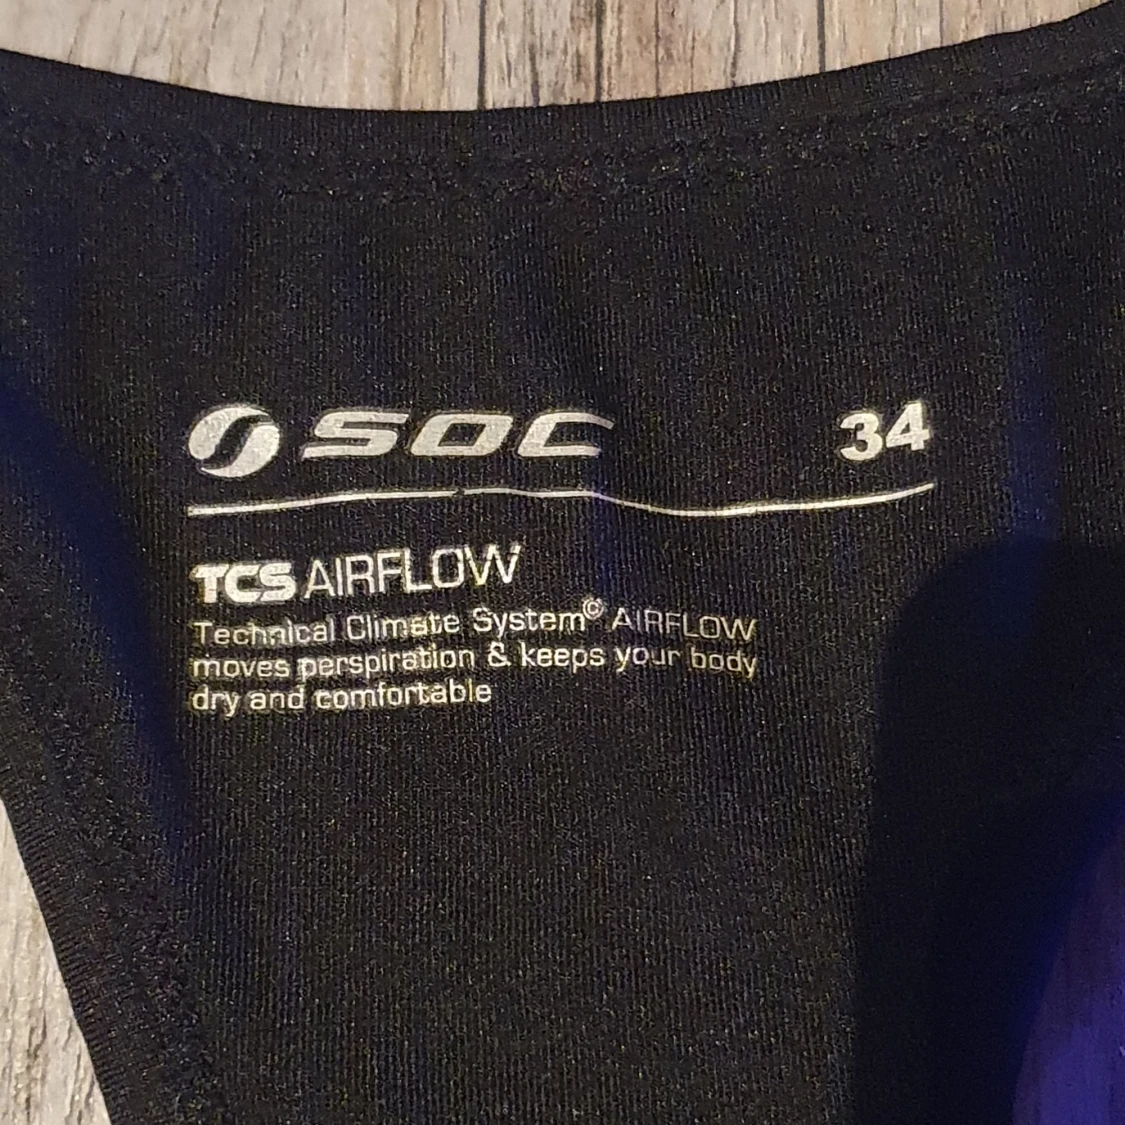 SOC 34
TCS AIRFLOW
Technical Climate System© AIRFLOW
moves perspiration & keeps your body
dry and comfortable